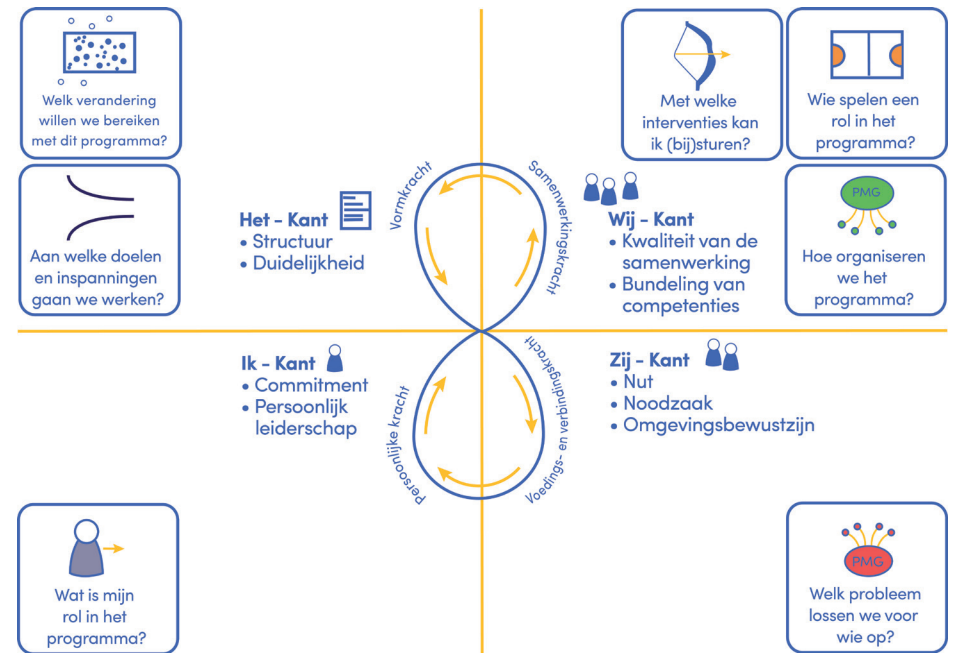 Welk verandering
willen we bereiken
met dit programma?
Met welke
interventies kan
ik (bij)sturen?
Wie spelen een
rol in het
programma?
Aan welke doelen
en inspanningen
gaan we werken?
Het - Kant
• Structuur
• Duidelijkheid
Vormkracht
Samenwerkingskracht
Wij - Kant
• Kwaliteit van de
samenwerking
• Bundeling van
competenties
PMG
Hoe organiseren
we het
programma?
Ik - Kant
• Commitment
• Persoonlijk
leiderschap
Persoonlijke kracht
Voedings- en verbindingskracht
Zij - Kant
• Nut
• Noodzaak
• Omgevingsbewustzijn
Wat is mijn
rol in het
programma?
PMG
Welk probleem
lossen we voor
wie op?